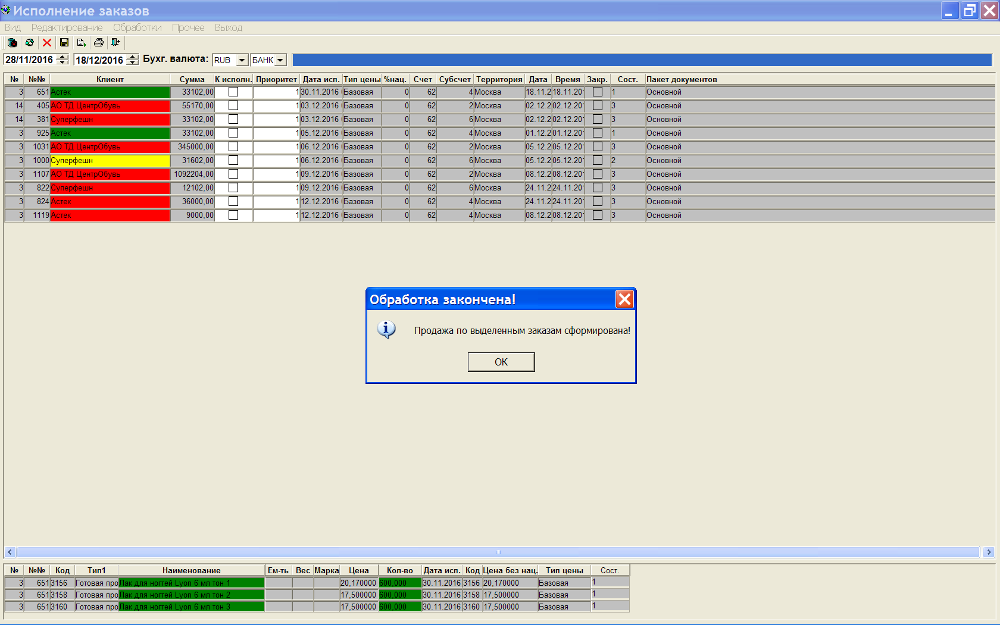 Исполнение заказов
Вид Редактирование Обработки Прочее Выход
28/11/2016 18/12/2016 Бухг. валюта: RUB БАНК
№ №№ Клиент Сумма К исполн. Приоритет Дата исп. Тип цены %нац. Счет Субсчет Территория Дата Время Закр. Сост. Пакет документов
3 651 Астек 33102,00 1 30.11.2016 Базовая 0 62 4 Москва 18.11.2 18.11.20 1 Основной
14 405 АО ТД ЦентрОбувь 55170,00 1 03.12.2016 Базовая 0 62 2 Москва 02.12.2 02.12.20 3 Основной
14 381 Суперфешн 33102,00 1 03.12.2016 Базовая 0 62 6 Москва 02.12.2 02.12.20 3 Основной
3 925 Астек 33102,00 1 05.12.2016 Базовая 0 62 4 Москва 01.12.2 01.12.20 1 Основной
3 1031 АО ТД ЦентрОбувь 345000,00 1 06.12.2016 Базовая 0 62 2 Москва 05.12.2 05.12.20 3 Основной
3 1000 Суперфешн 31602,00 1 06.12.2016 Базовая 0 62 6 Москва 05.12.2 05.12.20 2 Основной
3 1107 АО ТД ЦентрОбувь 1092204,00 1 09.12.2016 Базовая 0 62 2 Москва 08.12.2 08.12.20 3 Основной
3 822 Суперфешн 12102,00 1 09.12.2016 Базовая 0 62 6 Москва 24.11.2 24.11.20 3 Основной
3 824 Астек 36000,00 1 12.12.2016 Базовая 0 62 4 Москва 24.11.2 24.11.20 3 Основной
3 1119 Астек 9000,00 1 12.12.2016 Базовая 0 62 4 Москва 08.12.2 08.12.20 3 Основной
Обработка закончена!
Продажа по выделенным заказам сформирована!
OK
№ №№ Код Тип1 Наименование Ем-ть Вес Марка Цена Кол-во Дата исп. Код Цена без нац. Тип цены Сост.
3 651 3156 Готовая про Лак для ногтей Lyon 6 мл тон 1 20,170000 600,000 30.11.2016 3156 20,170000 Базовая 1
3 651 3158 Готовая про Лак для ногтей Lyon 6 мл тон 2 17,500000 600,000 30.11.2016 3158 17,500000 Базовая 1
3 651 3160 Готовая про Лак для ногтей Lyon 6 мл тон 3 17,500000 600,000 30.11.2016 3160 17,500000 Базовая 1